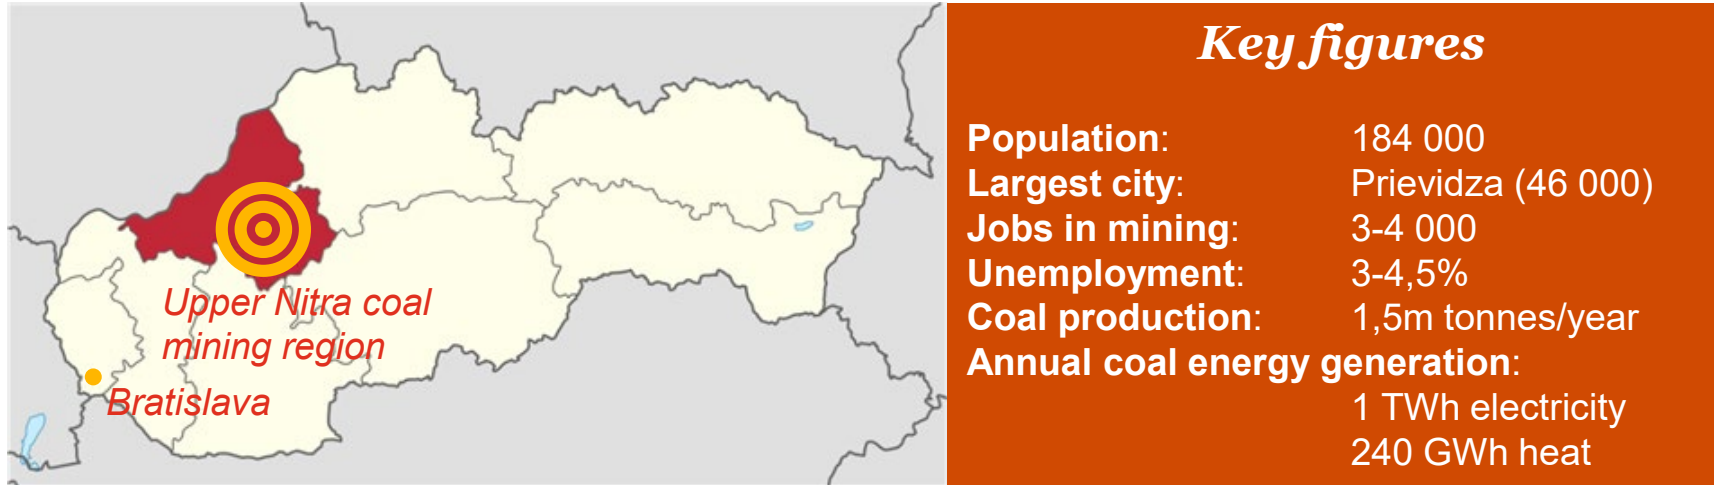 Upper Nitra coal
mining region
Bratislava
Key figures
Population: 184 000
Largest city: Prievidza (46 000)
Jobs in mining: 3-4 000
Unemployment: 3-4,5%
Coal production: 1,5m tonnes/year
Annual coal energy generation:
1 TWh electricity
240 GWh heat